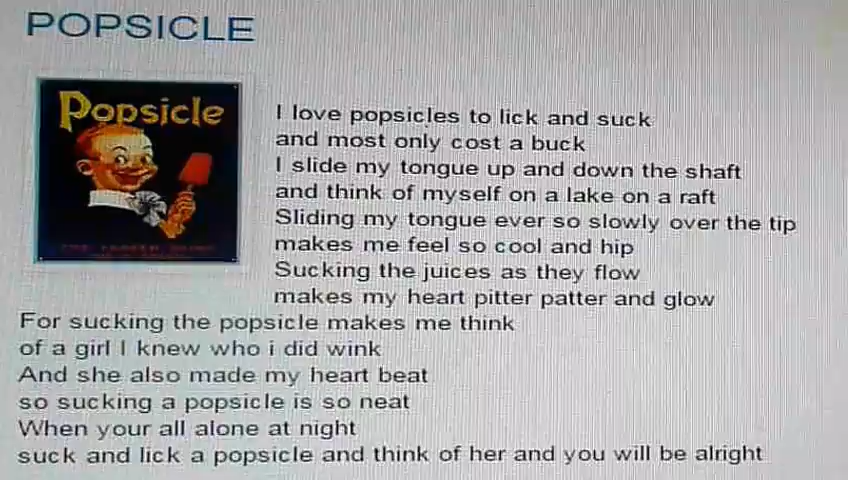 POPSICLE
Popsicle
I love popsicles to lick and suck
and most only cost a buck
I slide my tongue up and down the shaft
and think of myself on a lake on a raft
Sliding my tongue ever so slowly over the tip
makes me feel so cool and hip
Sucking the juices as they flow
makes my heart pitter patter and glow
For sucking the popsicle makes me think
of a girl I knew who i did wink
And she also made my heart beat
so sucking a popsicle is so neat
When your all alone at night
suck and lick a popsicle and think of her and you will be alright